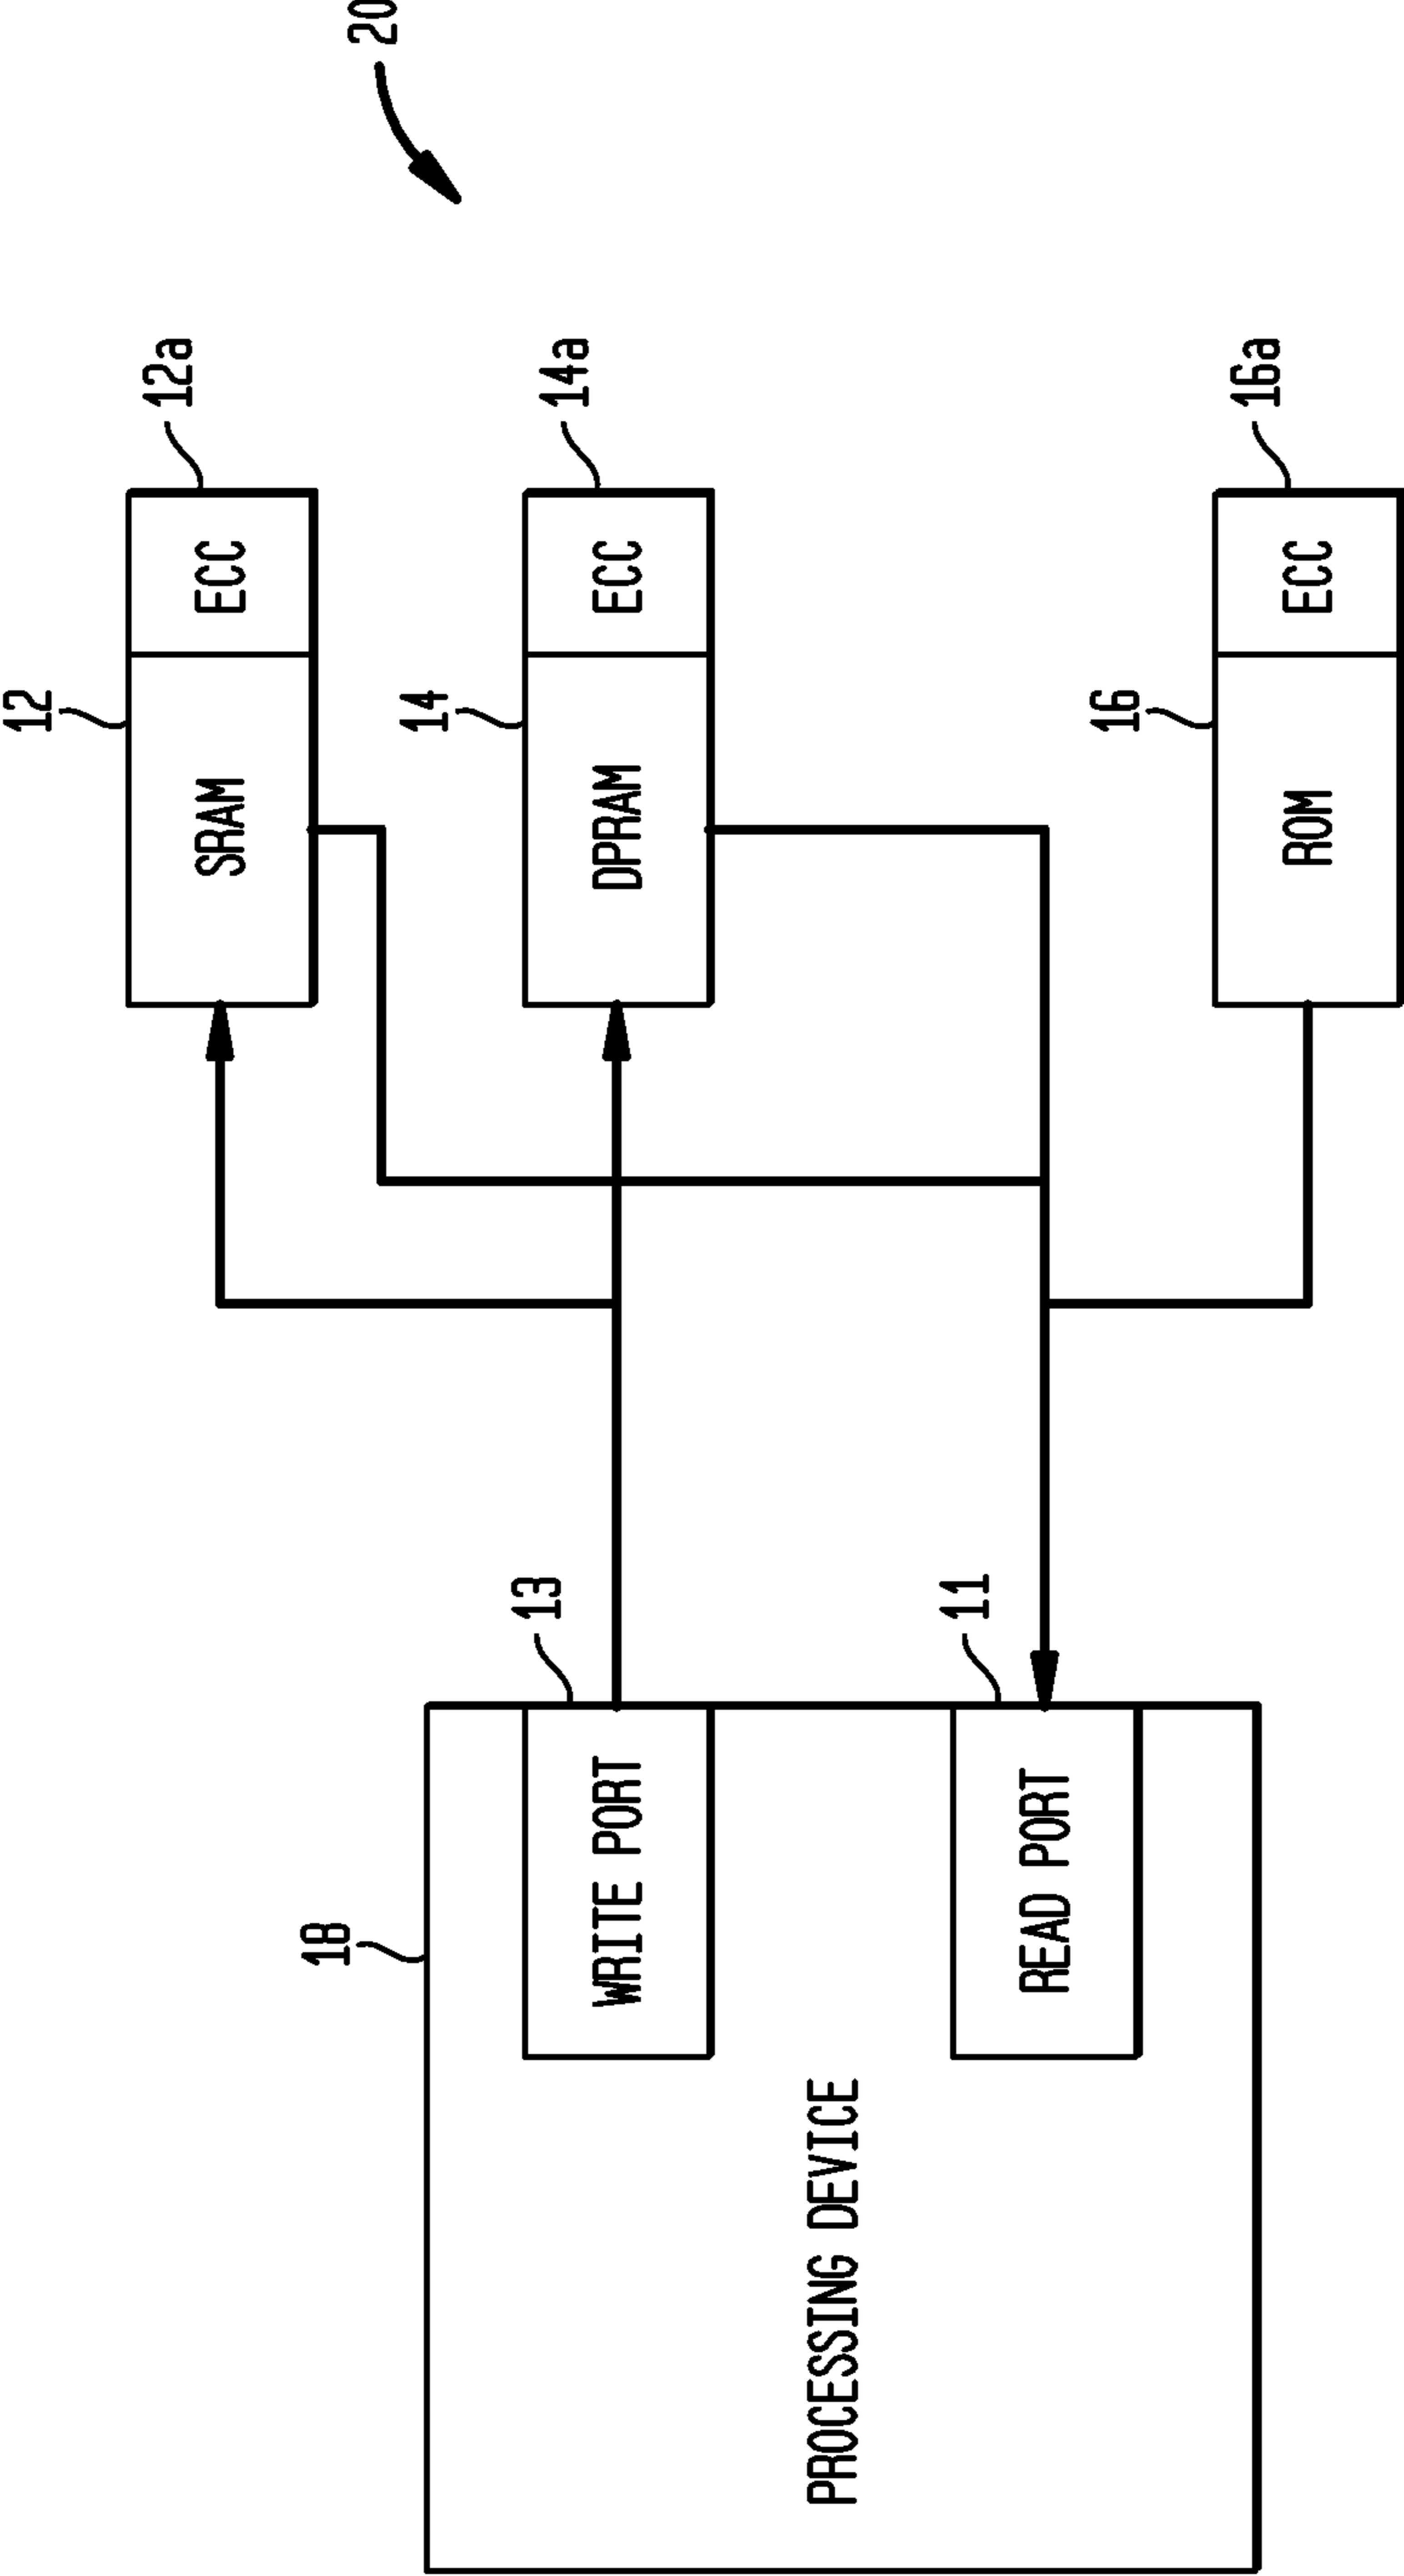 12
12a
SRAM
ECC
18
20
14
13
14a
WRITE PORT
DPRAM
ECC
PROCESSING DEVICE
11
READ PORT
16
16a
ROM
ECC